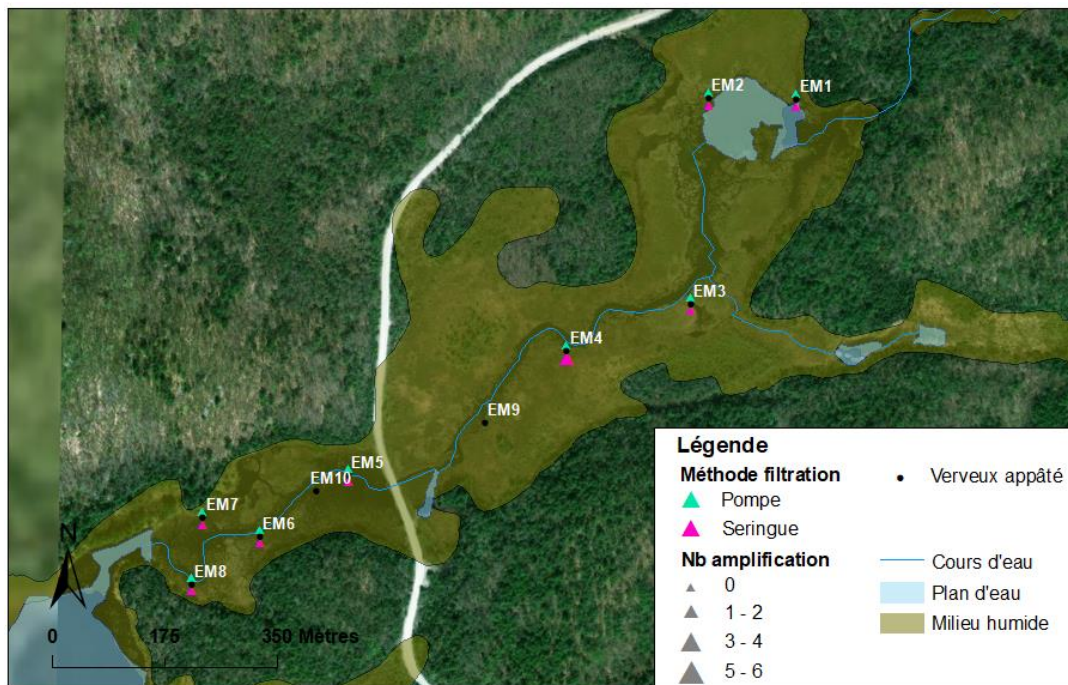 EM2
EM1
EM3
EM4
EM9
EM5
EM10
EM7
EM6
EM8
N
0 175 350 Mètres
Légende
Méthode filtration
Pompe
Seringue
Nb amplification
0
1 - 2
3 - 4
5 - 6
Verveux appâté
Cours d'eau
Plan d'eau
Milieu humide